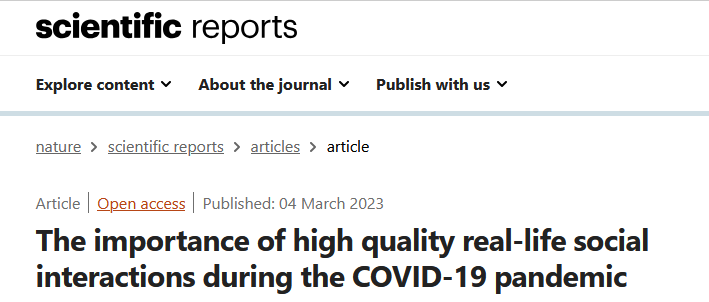 scientific reports
Explore content About the journal Publish with us
nature > scientific reports > articles > article
Article | Open access | Published: 04 March 2023
The importance of high quality real-life social
interactions during the COVID-19 pandemic